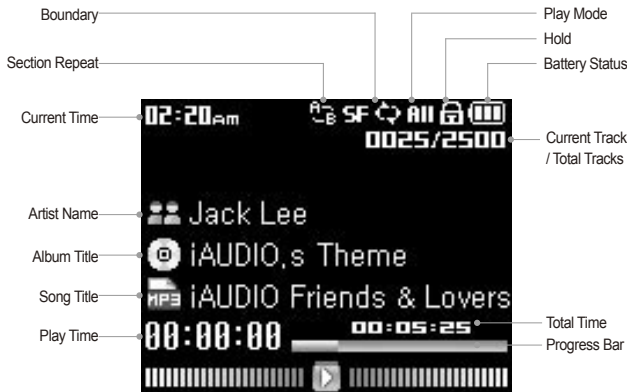 Boundary
Play Mode
Hold
Section Repeat
Battery Status
Current Time
02:20Am
A B SF All
0025/2500
Current Track
/ Total Tracks
Artist Name
Jack Lee
Album Title
iAUDIO,s Theme
Song Title
MP3 iAUDIO Friends & Lovers
Play Time
00:00:00
00:05:25
Total Time
Progress Bar